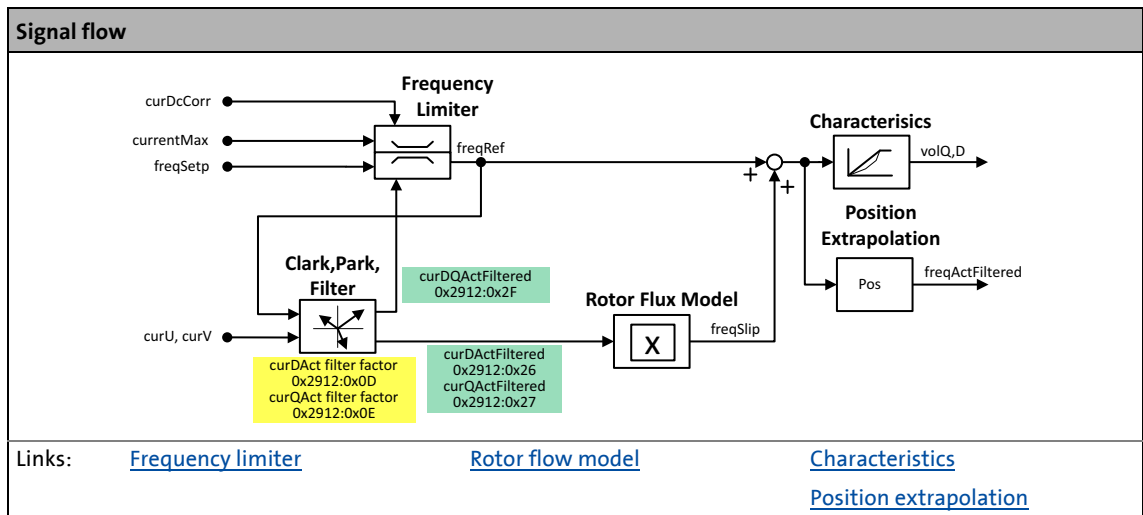 Signal flow
Frequency
Limiter
curDcCorr
currentMax
freqSetp
freqRef
Characterisics
volQ,D
+
+
Position
Extrapolation
Pos
freqActFiltered
Clark,Park,
Filter
curDQActFiltered
0x2912:0x2F
Rotor Flux Model
X
freqSlip
curU, curV
curDAct filter factor
0x2912:0x0D
curQAct filter factor
0x2912:0x0E
curDActFiltered
0x2912:0x26
curQActFiltered
0x2912:0x27
Links: Frequency limiter Rotor flow model Characteristics
Position extrapolation